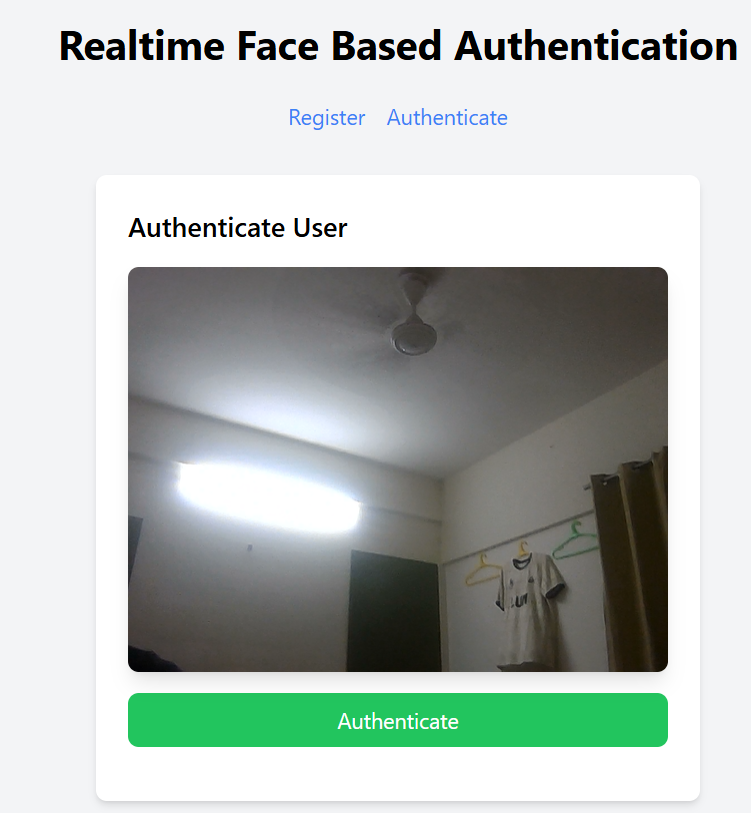 Realtime Face Based Authentication
Register Authenticate
Authenticate User
Authenticate